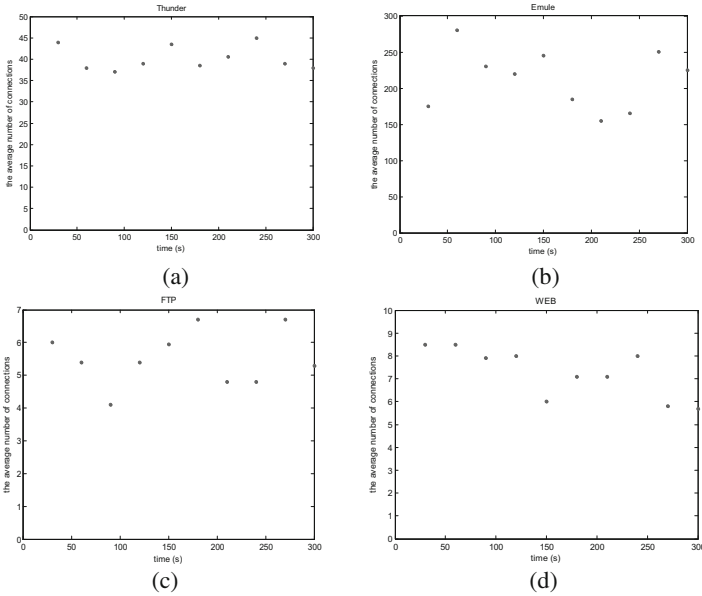 Thunder
50
45
40
35
30
25
20
15
10
5
0
the average number of connections
0 50 100 150 200 250 300
time (s)
(a)
Emule
300
250
200
150
100
50
0
the average number of connections
0 50 100 150 200 250 300
time (s)
(b)
FTP
7
6
5
4
3
2
1
0
the average number of connections
0 50 100 150 200 250 300
time (s)
(c)
WEB
10
9
8
7
6
5
4
3
2
1
0
the average number of connections
0 50 100 150 200 250 300
time (s)
(d)